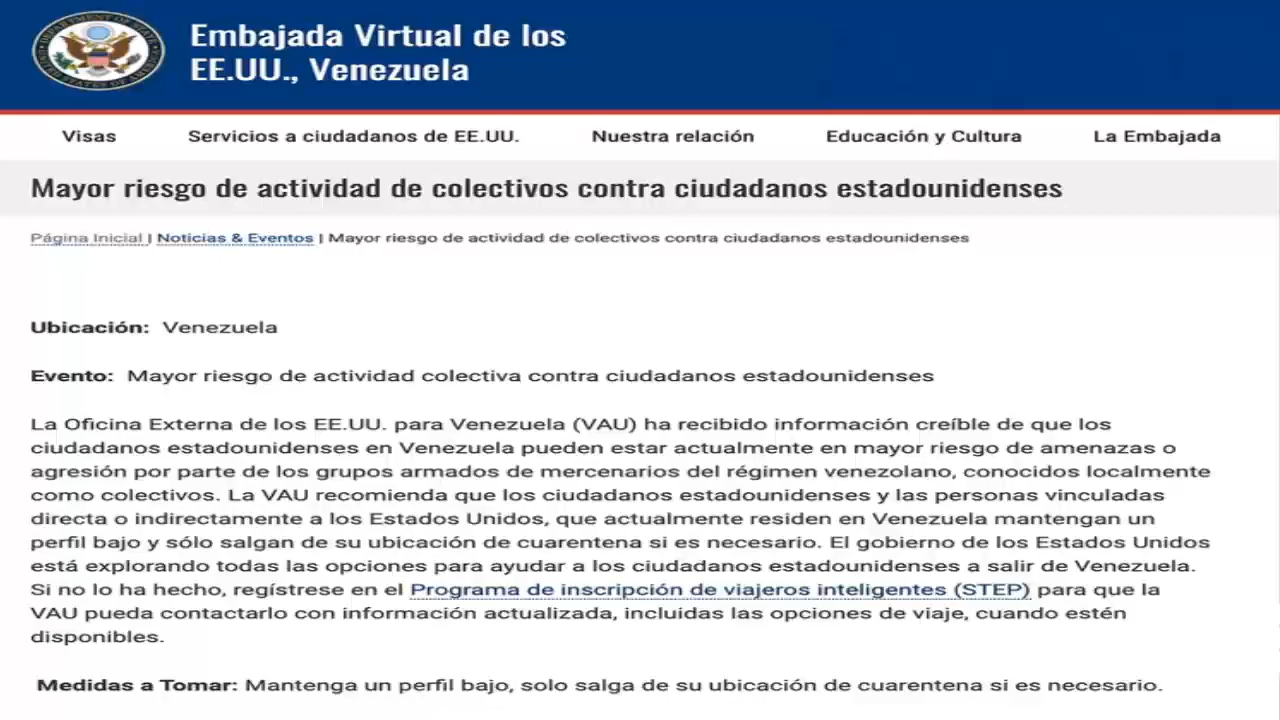 Embajada Virtual de los
EE.UU., Venezuela
Visas Servicios a ciudadanos de EE.UU. Nuestra relación Educación y Cultura La Embajada
Mayor riesgo de actividad de colectivos contra ciudadanos estadounidenses
Página Inicial | Noticias & Eventos | Mayor riesgo de actividad de colectivos contra ciudadanos estadounidenses
Ubicación: Venezuela
Evento: Mayor riesgo de actividad colectiva contra ciudadanos estadounidenses
La Oficina Externa de los EE.UU. para Venezuela (VAU) ha recibido información creíble de que los
ciudadanos estadounidenses en Venezuela pueden estar actualmente en mayor riesgo de amenazas o
agresión por parte de los grupos armados de mercenarios del régimen venezolano, conocidos localmente
como colectivos. La VAU recomienda que los ciudadanos estadounidenses y las personas vinculadas
directa o indirectamente a los Estados Unidos, que actualmente residen en Venezuela mantengan un
perfil bajo y sólo salgan de su ubicación de cuarentena si es necesario. El gobierno de los Estados Unidos
está explorando todas las opciones para ayudar a los ciudadanos estadounidenses a salir de Venezuela.
Si no lo ha hecho, regístrese en el Programa de inscripción de viajeros inteligentes (STEP) para que la
VAU pueda contactarlo con información actualizada, incluidas las opciones de viaje, cuando estén
disponibles.
Medidas a Tomar: Mantenga un perfil bajo, solo salga de su ubicación de cuarentena si es necesario.